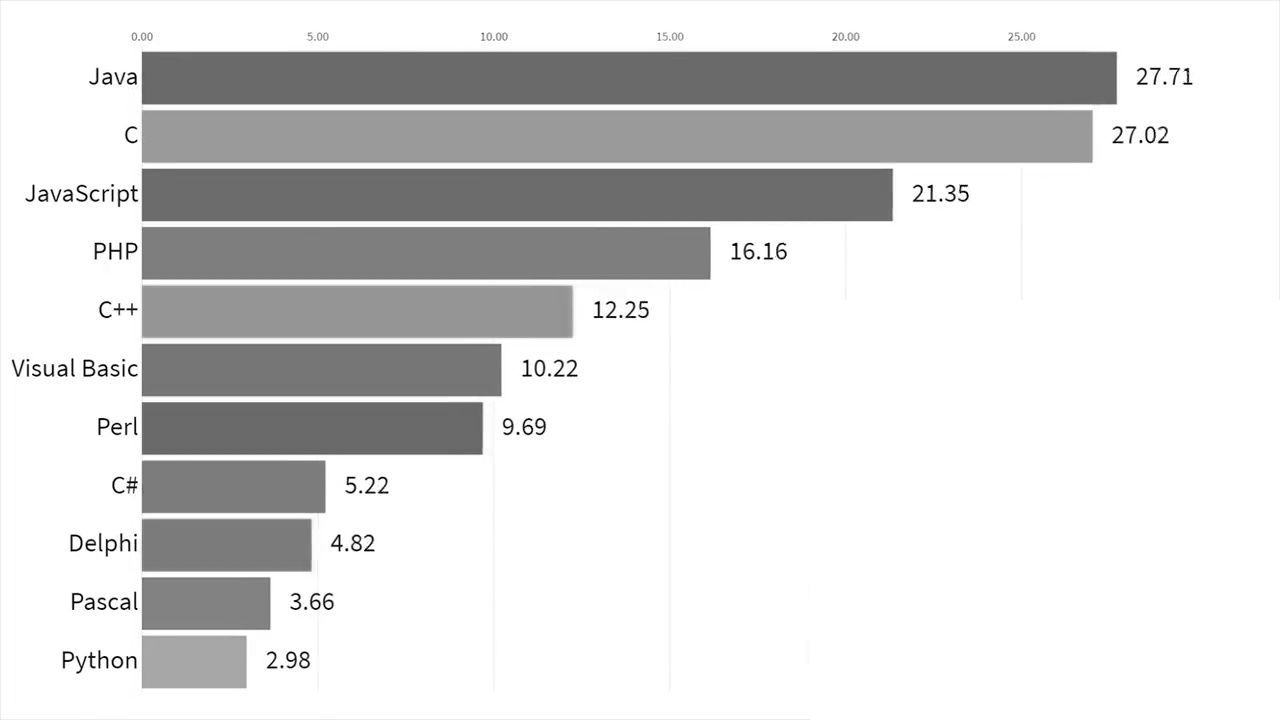 0.00 5.00 10.00 15.00 20.00 25.00
Java 27.71
C 27.02
JavaScript 21.35
PHP 16.16
C++ 12.25
Visual Basic 10.22
Perl 9.69
C# 5.22
Delphi 4.82
Pascal 3.66
Python 2.98